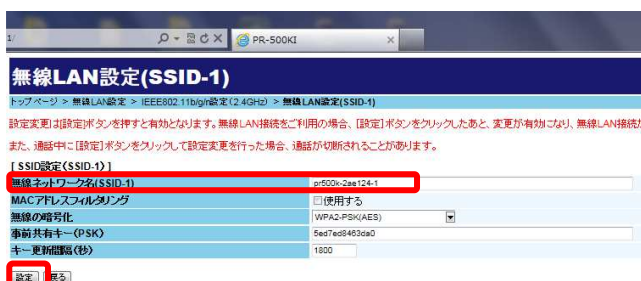 1/
PR-500KI
無線LAN設定(SSID-1)
トップページ > 無線LAN設定 > IEEE802.11b/g/n設定(2.4GHz) > 無線LAN設定(SSID-1)
設定変更は[設定]ボタンを押すと有効となります。無線LAN接続をご利用の場合、[設定]ボタンをクリックしたあと、変更が有効になり、無線LAN接続が
また、通話中に[設定]ボタンをクリックして設定変更を行った場合、通話が切断されることがあります。
[ SSID設定(SSID-1) ]
無線ネットワーク名(SSID-1) pr500k-2ae124-1
MACアドレスフィルタリング 使用する
無線の暗号化 WPA2-PSK(AES)
事前共有キー(PSK) 5ed7ed8463da0
キー更新間隔(秒) 1800
設定 戻る